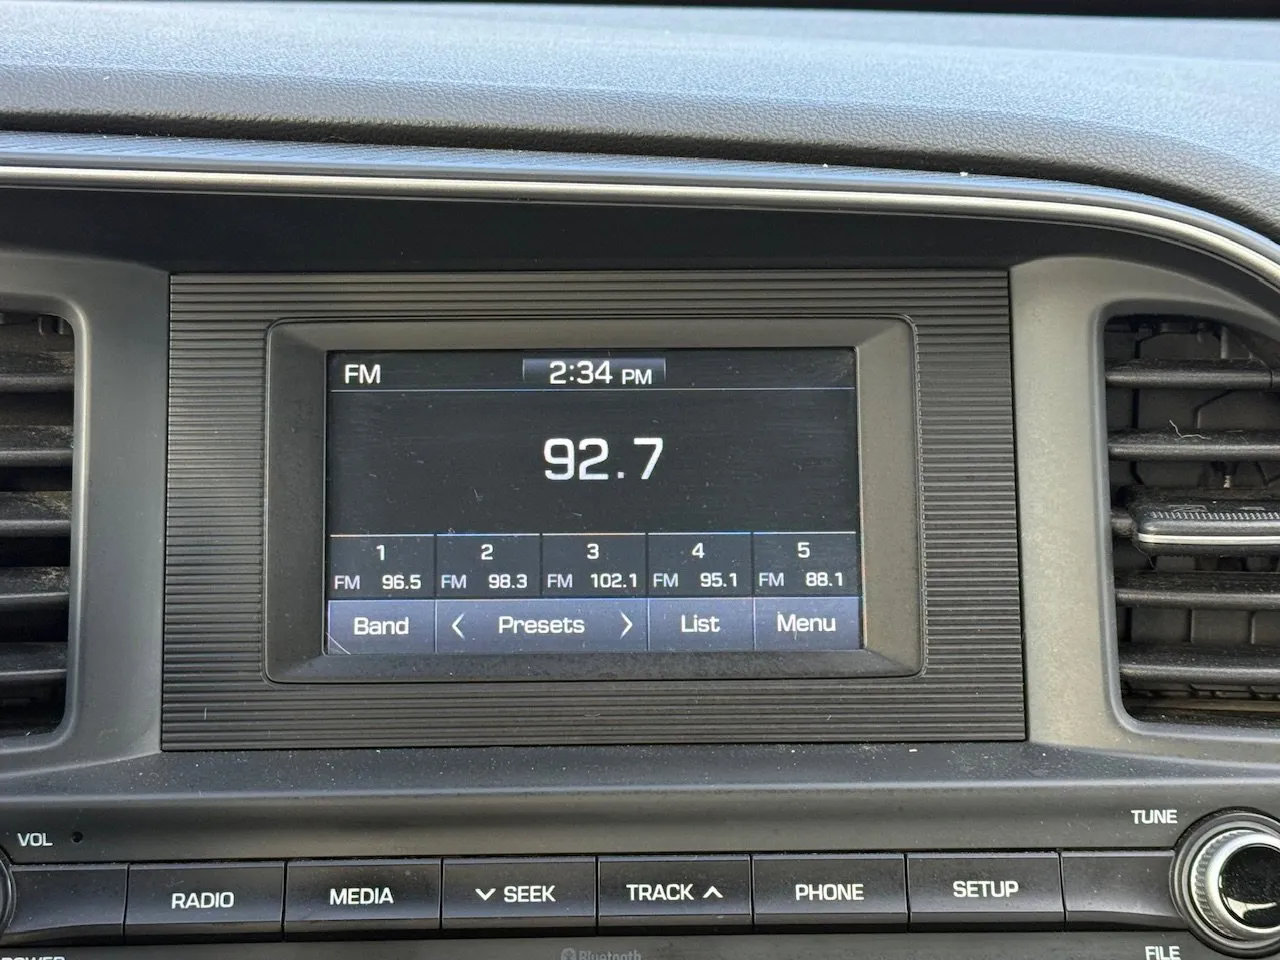 FM 2:34 PM
92.7
1 2 3 4 5
FM 96.5 FM 98.3 FM 102.1 FM 95.1 FM 88.1
Band < Presets > List Menu
VOL TUNE
RADIO MEDIA SEEK TRACK PHONE SETUP
POWER Bluetooth FILE